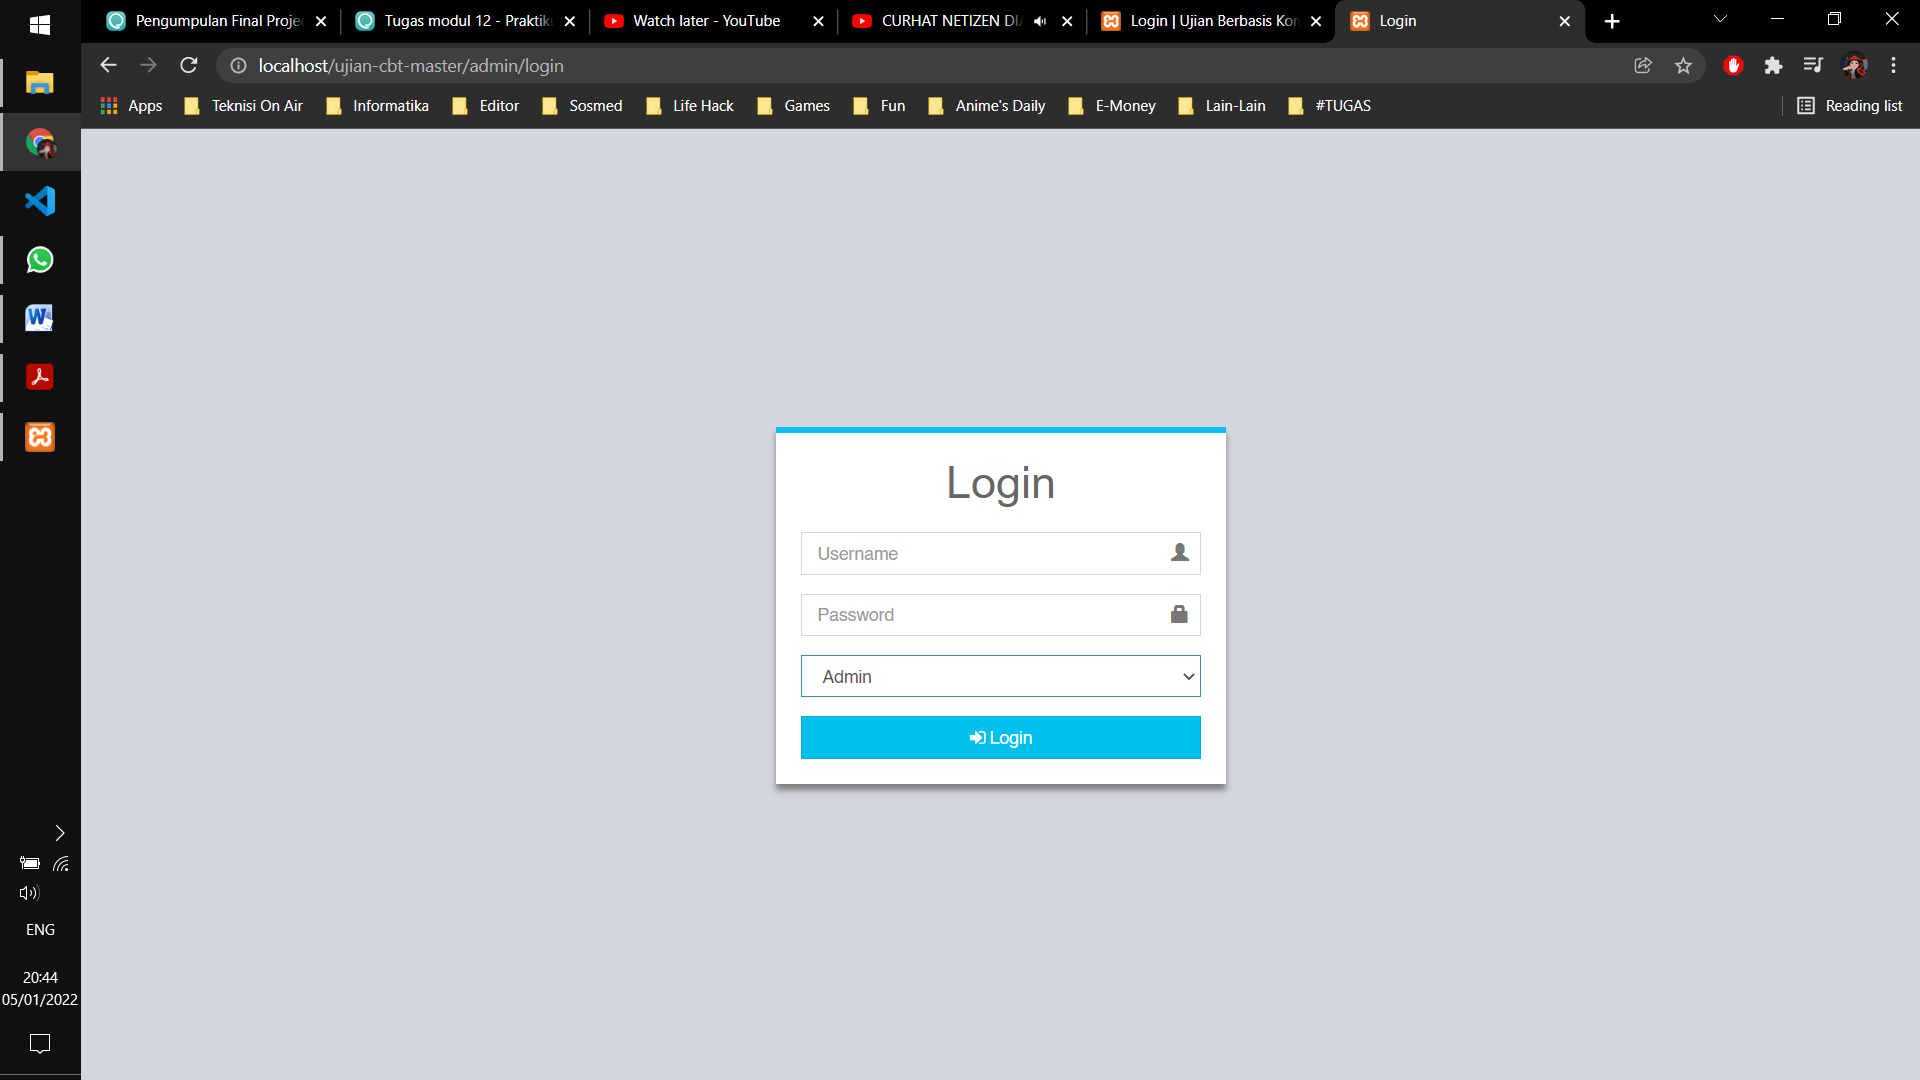 Pengumpulan Final Proje
Tugas modul 12 - Praktik
Watch later - YouTube
CURHAT NETIZEN DI
Login | Ujian Berbasis Kon
Login
localhost/ujian-cbt-master/admin/login
Apps
Teknisi On Air
Informatika
Editor
Sosmed
Life Hack
Games
Fun
Anime's Daily
E-Money
Lain-Lain
#TUGAS
Reading list
Login
Username
Password
Admin
Login
ENG
20:44
05/01/2022